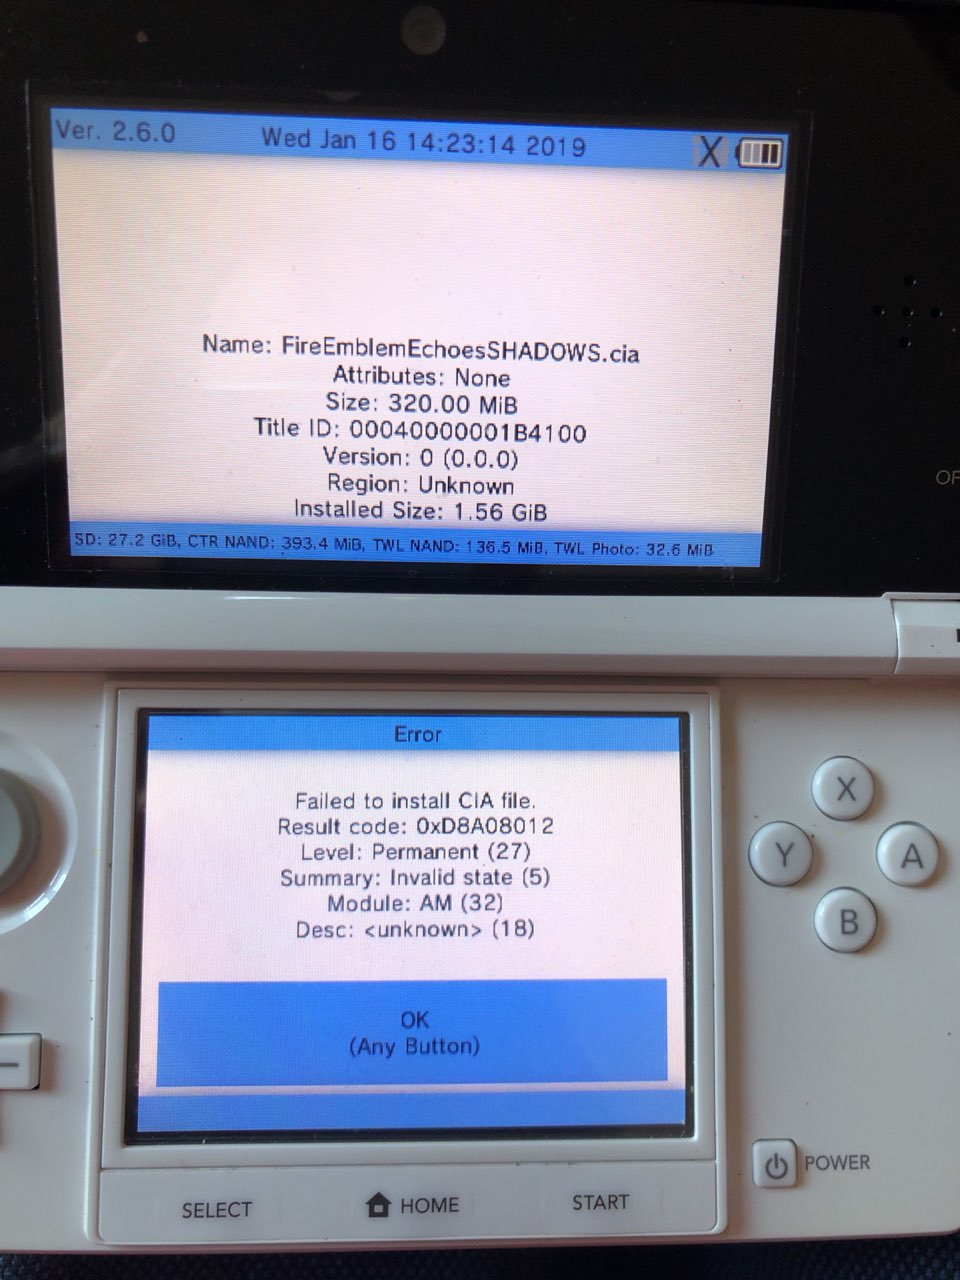 Ver. 2.6.0 Wed Jan 16 14:23:14 2019 X
Name: FireEmblemEchoesSHADOWS.cia
Attributes: None
Size: 320.00 MiB
Title ID: 00040000001B4100
Version: 0 (0.0.0)
Region: Unknown
Installed Size: 1.56 GiB
SD: 27.2 GiB, CTR NAND: 393.4 MiB, TWL NAND: 136.5 MiB, TWL Photo: 32.6 MiB
Error
Failed to install CIA file.
Result code: 0xD8A08012
Level: Permanent (27)
Summary: Invalid state (5)
Module: AM (32)
Desc: <unknown> (18)
OK
(Any Button)
X
Y
A
B
POWER
SELECT
HOME
START